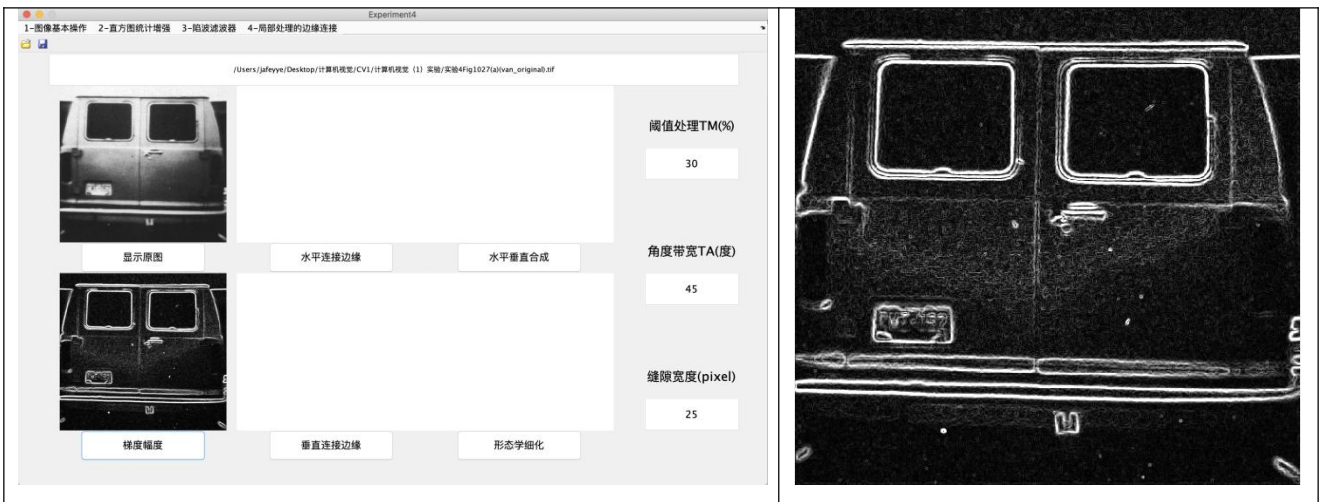 Experiment4
1-图像基本操作 2-直方图统计增强 3-陷波滤波器 4-局部处理的边缘连接
/Users/jafeyye/Desktop/计算机视觉/CV1/计算机视觉（1）实验/实验4Fig1027(a)(van_original).tif
阈值处理TM(%)
30
显示原图 水平连接边缘 水平垂直合成
角度带宽TA(度)
45
缝隙宽度(pixel)
25
梯度幅度 垂直连接边缘 形态学细化